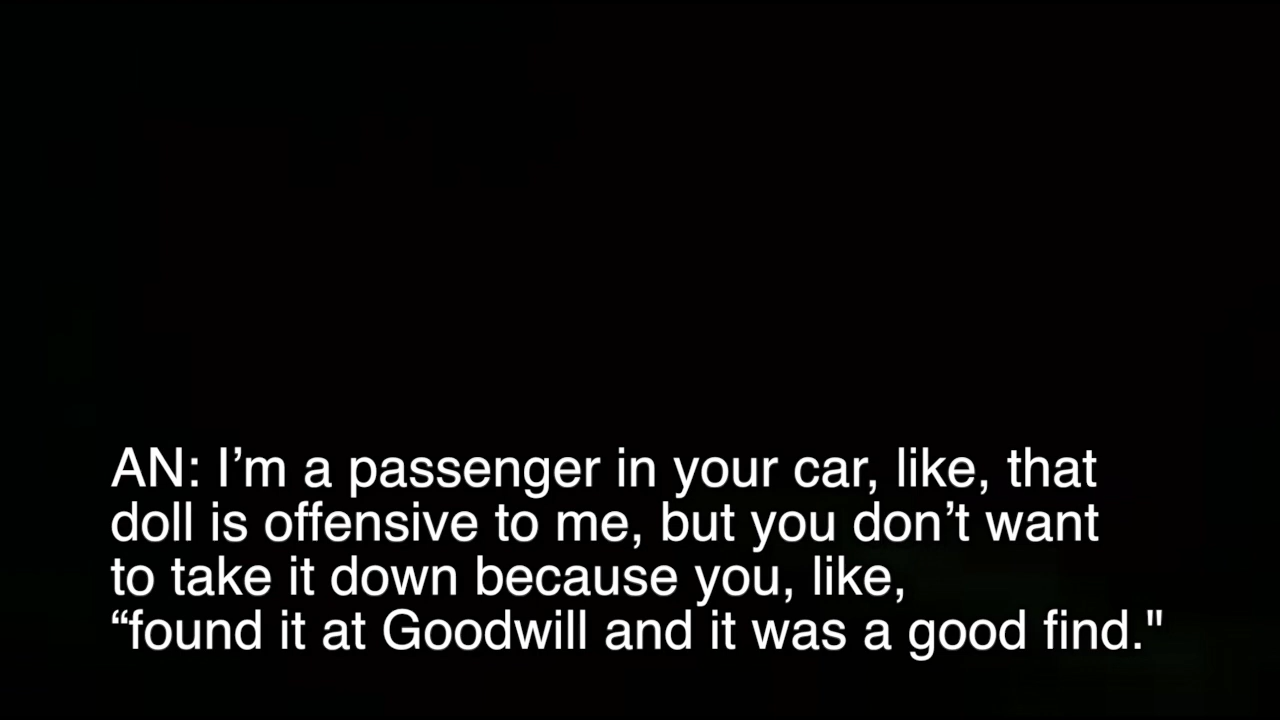 AN: I’m a passenger in your car, like, that
doll is offensive to me, but you don’t want
to take it down because you, like,
“found it at Goodwill and it was a good find."